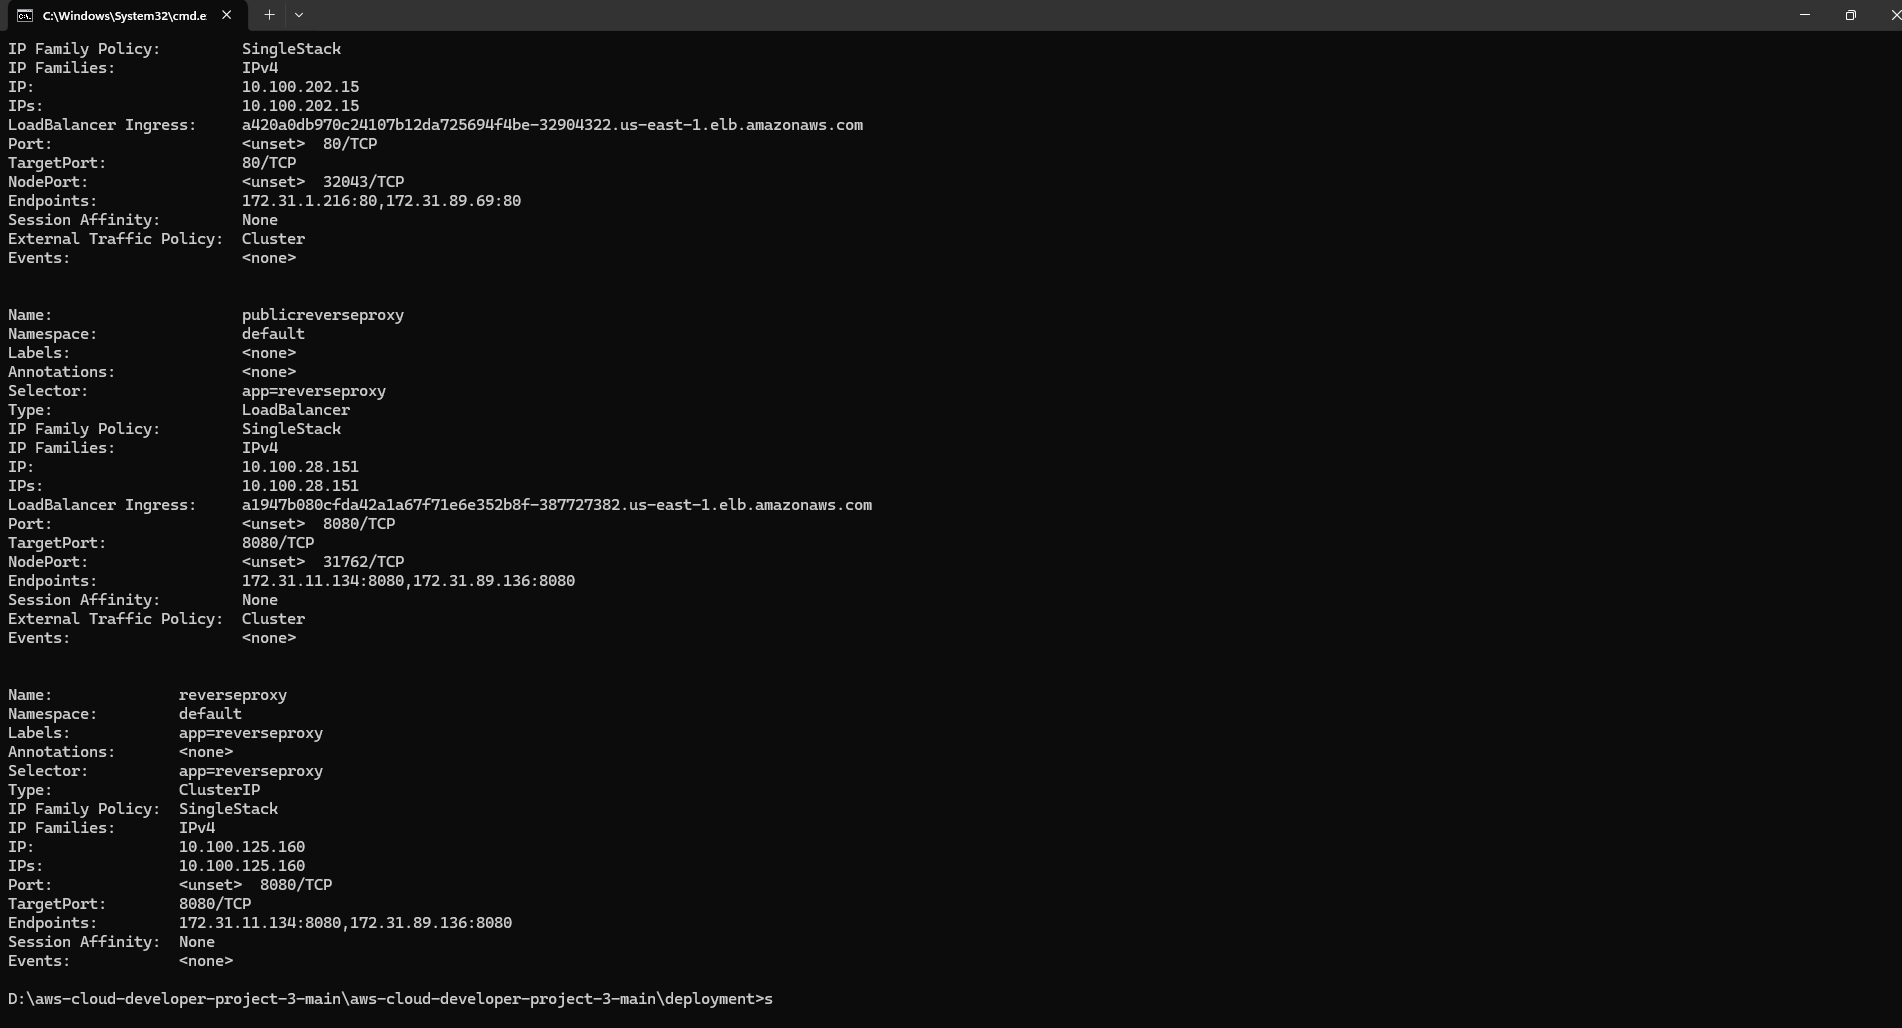 C:\Windows\System32\cmd.e
IP Family Policy:         SingleStack
IP Families:              IPv4
IP:                       10.100.202.15
IPs:                      10.100.202.15
LoadBalancer Ingress:     a420a0db970c24107b12da725694f4be-32904322.us-east-1.elb.amazonaws.com
Port:                     <unset>  80/TCP
TargetPort:               80/TCP
NodePort:                 <unset>  32043/TCP
Endpoints:                172.31.1.216:80,172.31.89.69:80
Session Affinity:         None
External Traffic Policy:  Cluster
Events:                   <none>
Name:                     publicreverseproxy
Namespace:                default
Labels:                   <none>
Annotations:              <none>
Selector:                 app=reverseproxy
Type:                     LoadBalancer
IP Family Policy:         SingleStack
IP Families:              IPv4
IP:                       10.100.28.151
IPs:                      10.100.28.151
LoadBalancer Ingress:     a1947b080cfda42a1a67f71e6e352b8f-387727382.us-east-1.elb.amazonaws.com
Port:                     <unset>  8080/TCP
TargetPort:               8080/TCP
NodePort:                 <unset>  31762/TCP
Endpoints:                172.31.11.134:8080,172.31.89.136:8080
Session Affinity:         None
External Traffic Policy:  Cluster
Events:                   <none>
Name:              reverseproxy
Namespace:         default
Labels:            app=reverseproxy
Annotations:       <none>
Selector:          app=reverseproxy
Type:              ClusterIP
IP Family Policy:  SingleStack
IP Families:       IPv4
IP:                10.100.125.160
IPs:               10.100.125.160
Port:              <unset>  8080/TCP
TargetPort:        8080/TCP
Endpoints:         172.31.11.134:8080,172.31.89.136:8080
Session Affinity:  None
Events:            <none>
D:\aws-cloud-developer-project-3-main\aws-cloud-developer-project-3-main\deployment>s